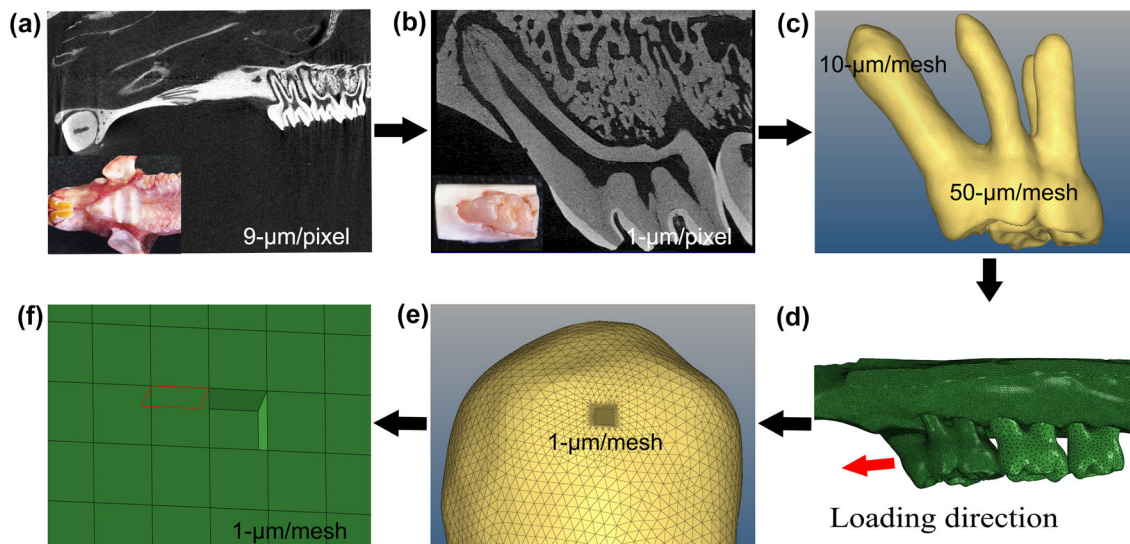 (a)
9-μm/pixel
(b)
1-μm/pixel
(c)
10-μm/mesh
50-μm/mesh
(f)
1-μm/mesh
(e)
1-μm/mesh
(d)
Loading direction